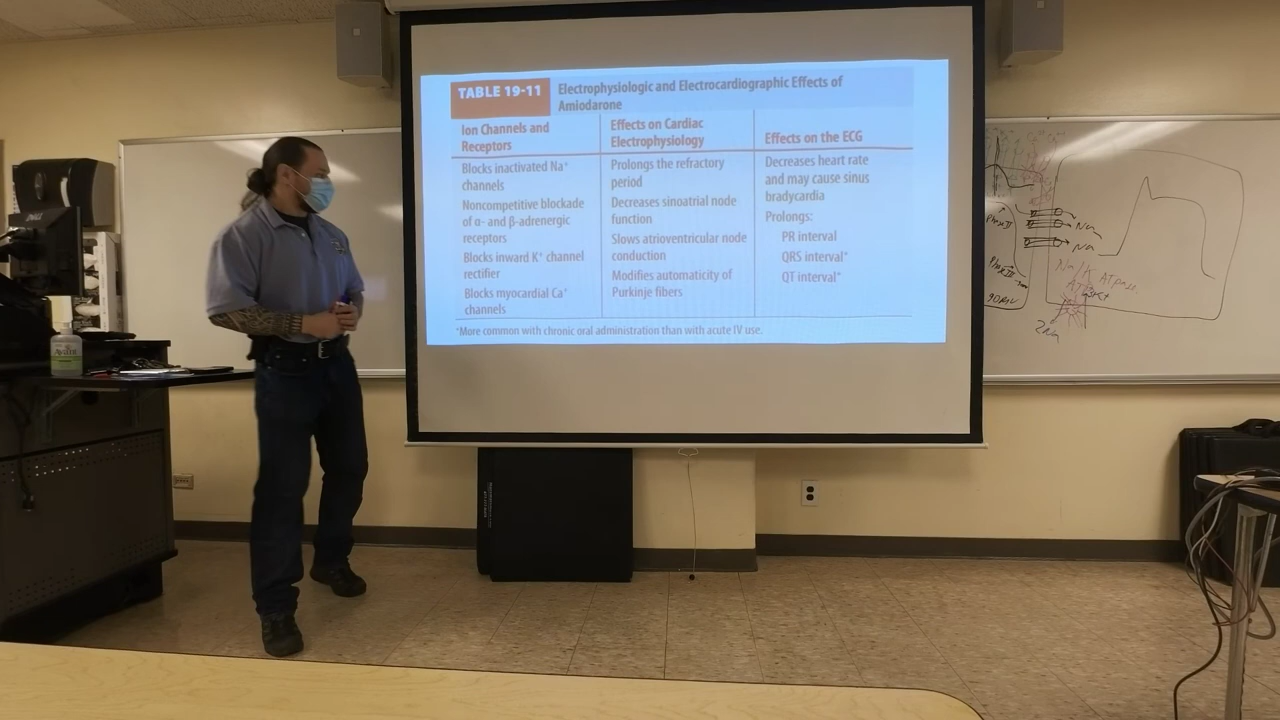 TABLE 19-11
Electrophysiologic and Electrocardiographic Effects of
Amiodarone
Ion Channels and
Receptors
Effects on Cardiac
Electrophysiology
Effects on the ECG
Blocks inactivated Na⁺
channels
Noncompetitive blockade
of α- and β-adrenergic
receptors
Blocks inward K⁺ channel
rectifier
Blocks myocardial Ca⁺
channels
Prolongs the refractory
period
Decreases sinoatrial node
function
Slows atrioventricular node
conduction
Modifies automaticity of
Purkinje fibers
Decreases heart rate
and may cause sinus
bradycardia
Prolongs:
PR interval
QRS interval*
QT interval*
*More common with chronic oral administration than with acute IV use.
DELL
Na
Na
Na/K ATPase